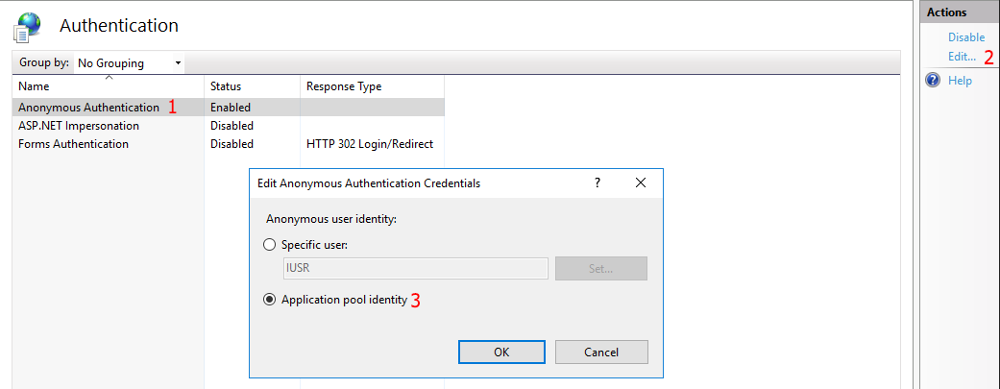 Authentication
Group by: No Grouping
Name Status Response Type
Anonymous Authentication 1 Enabled
ASP.NET Impersonation Disabled
Forms Authentication Disabled HTTP 302 Login/Redirect
Edit Anonymous Authentication Credentials ? X
Anonymous user identity:
Specific user:
IUSR Set...
Application pool identity 3
OK Cancel
Actions
Disable
Edit... 2
? Help